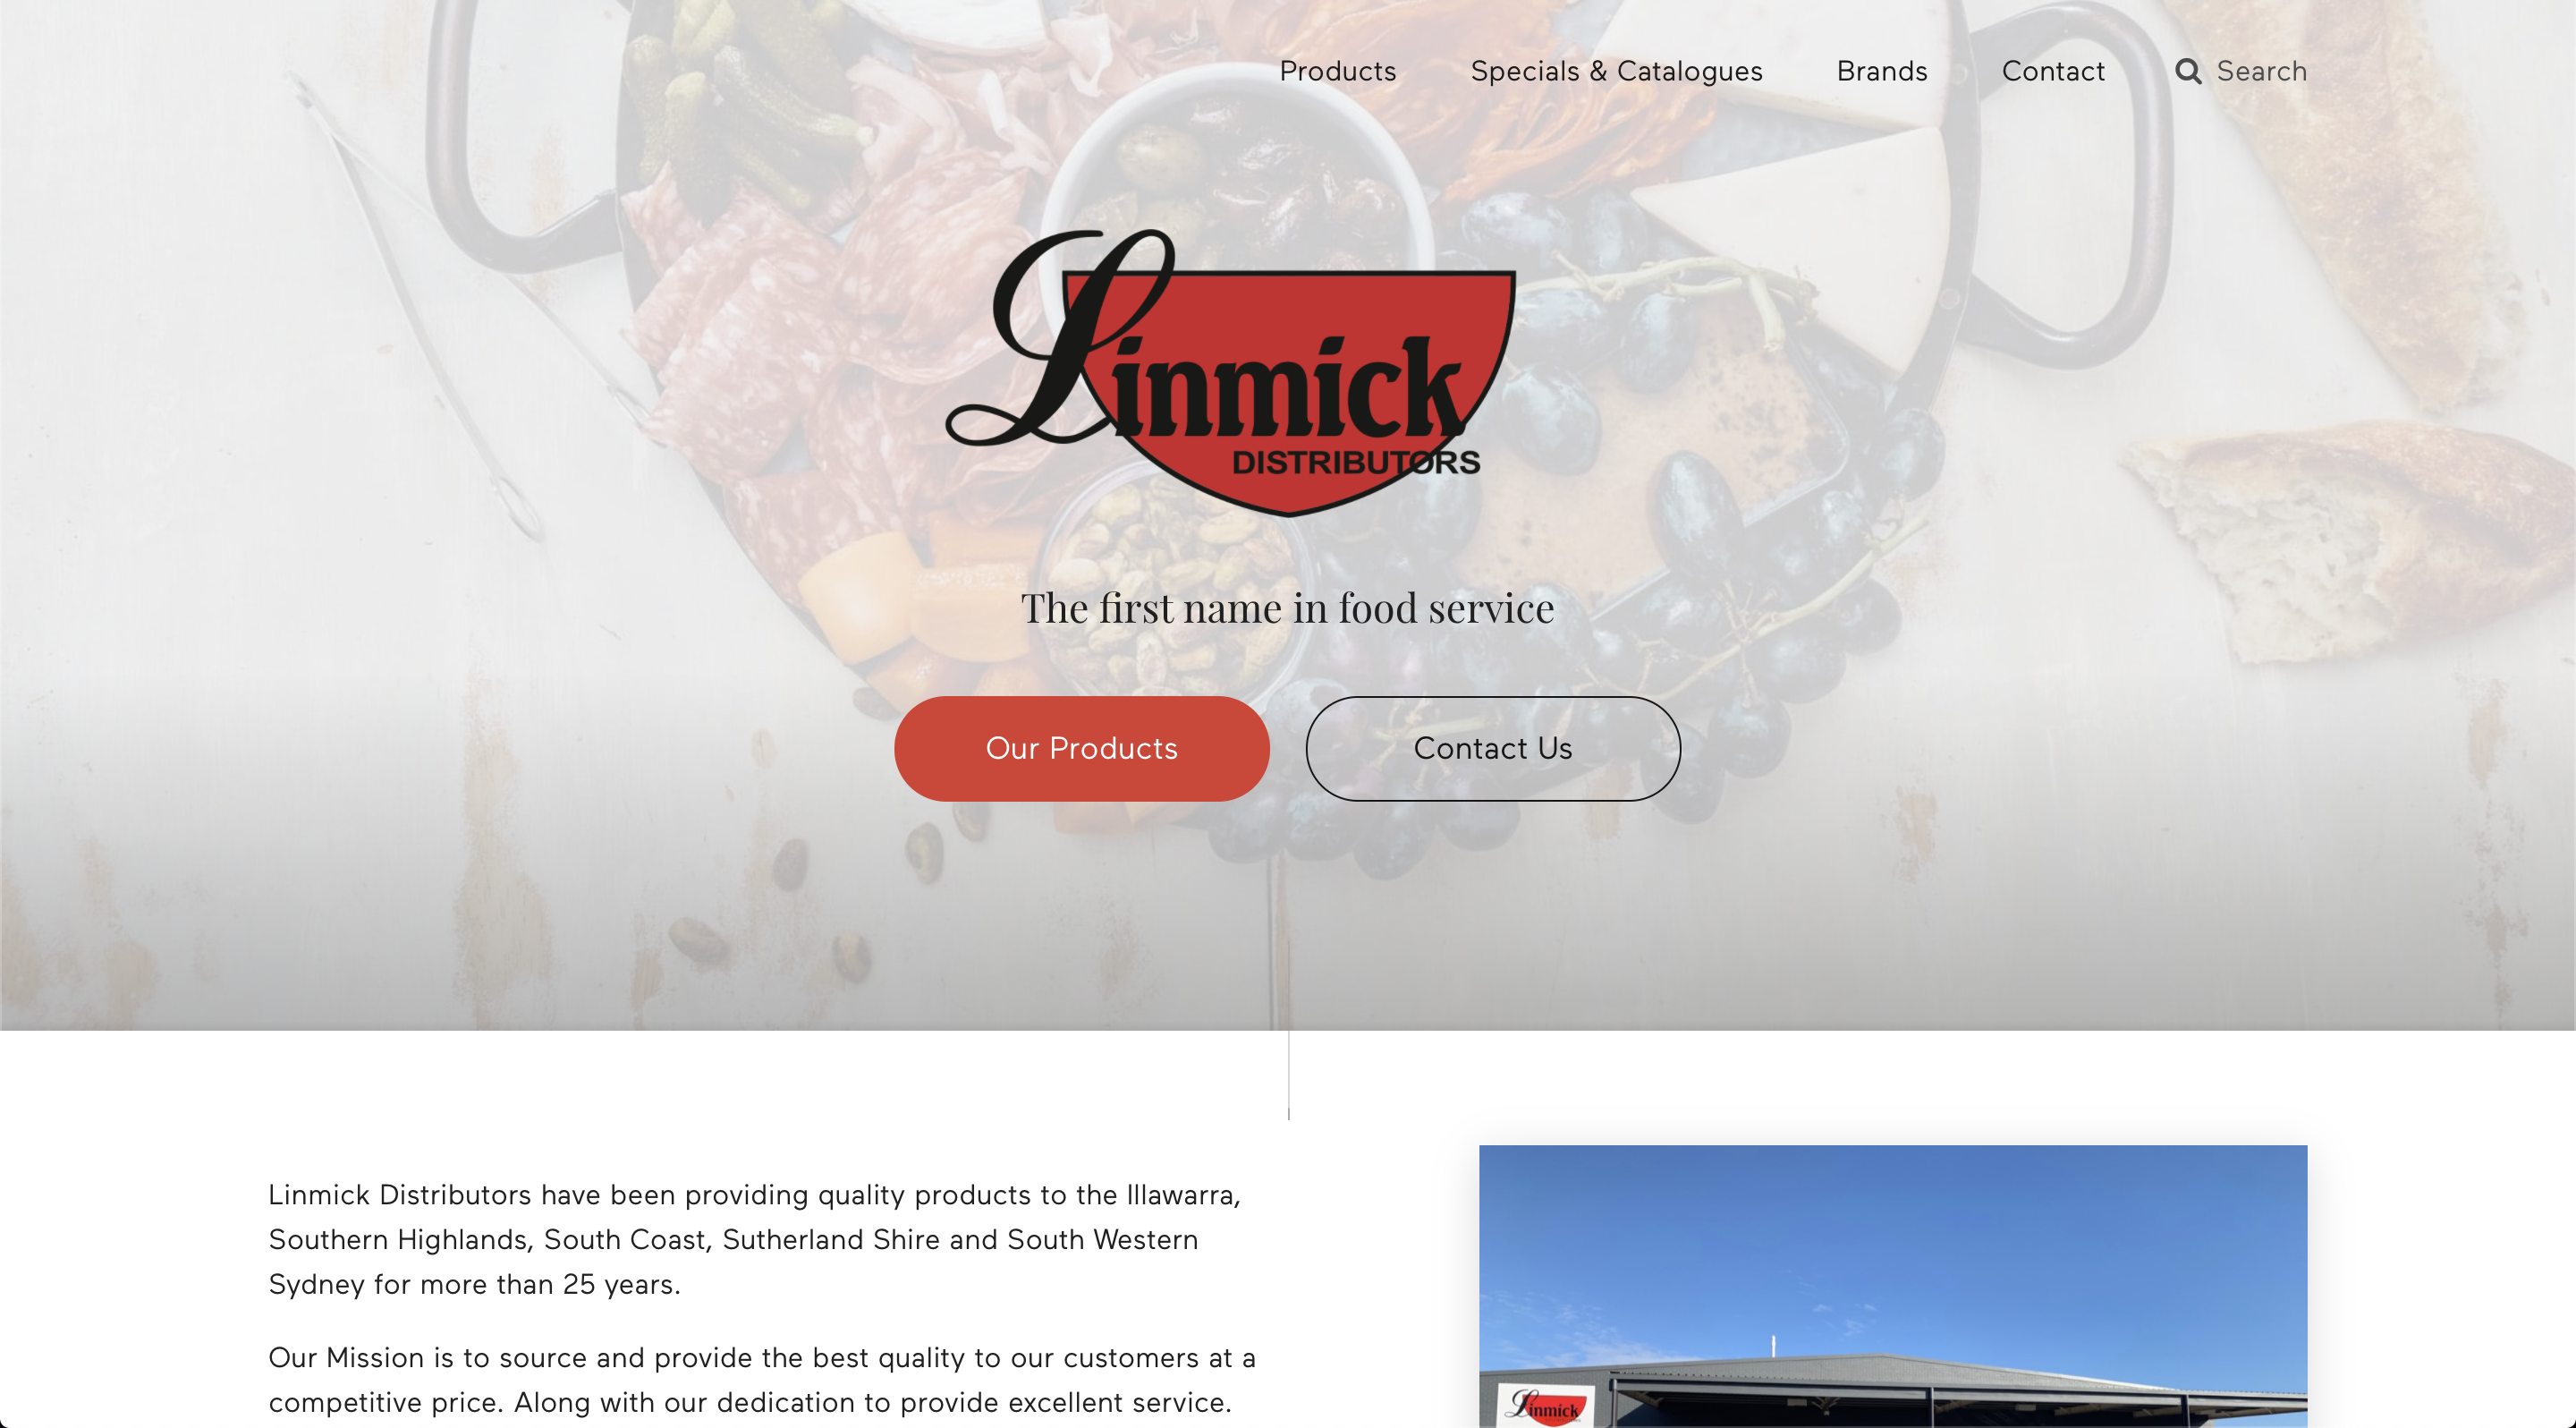 Products Specials & Catalogues Brands Contact Search
Linmick
DISTRIBUTORS
The first name in food service
Our Products Contact Us
Linmick Distributors have been providing quality products to the Illawarra,
Southern Highlands, South Coast, Sutherland Shire and South Western
Sydney for more than 25 years.
Our Mission is to source and provide the best quality to our customers at a
competitive price. Along with our dedication to provide excellent service.
Linmick